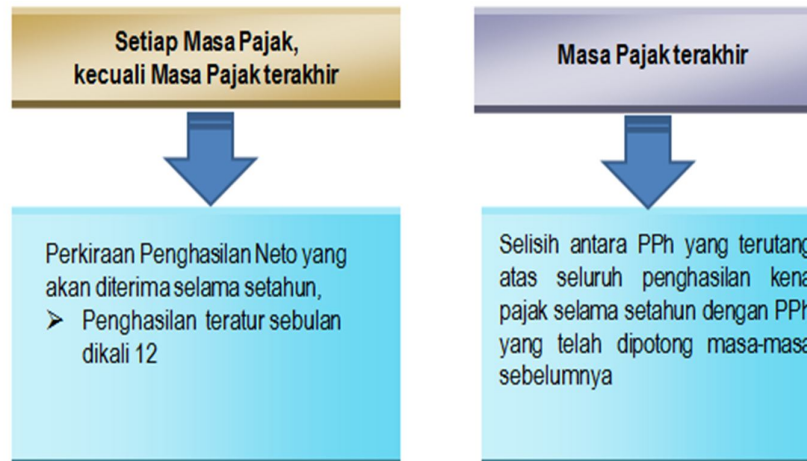 Setiap Masa Pajak,
kecuali Masa Pajak terakhir
Perkiraan Penghasilan Neto yang
akan diterima selama setahun,
➢ Penghasilan teratur sebulan
dikali 12
Masa Pajak terakhir
Selisih antara PPh yang terutang
atas seluruh penghasilan kena
pajak selama setahun dengan PPh
yang telah dipotong masa-masa
sebelumnya